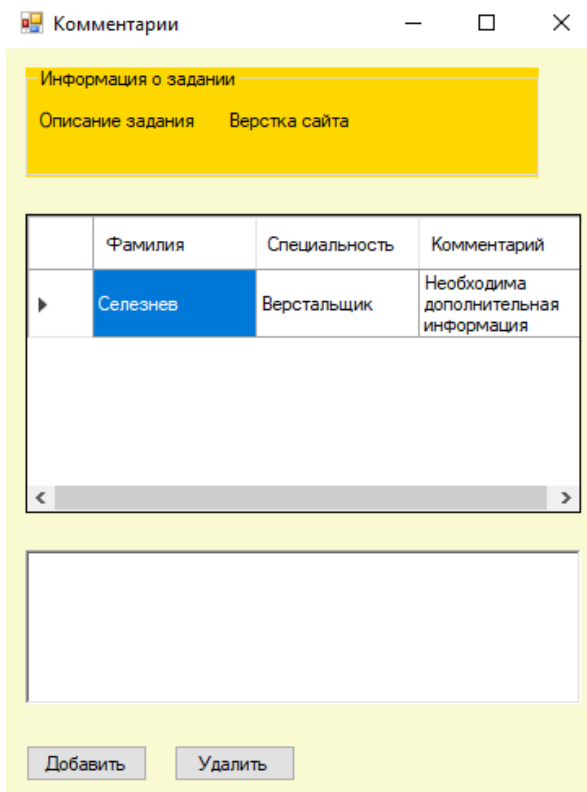 Комментарии
Информация о задании
Описание задания Верстка сайта
Фамилия Специальность Комментарий
Селезнев Верстальщик Необходима
дополнительная
информация
Добавить Удалить